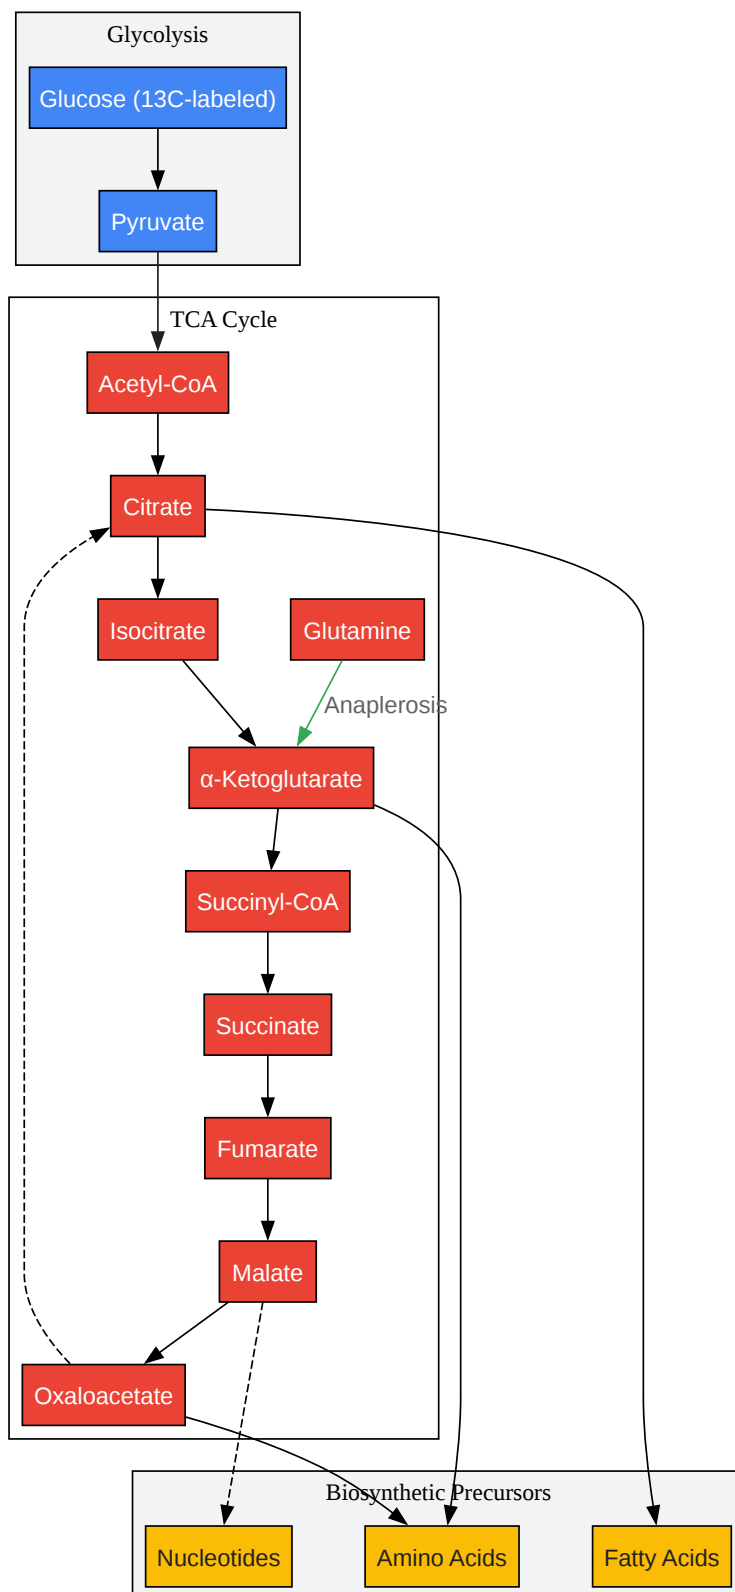 Glycolysis
Glucose (13C-labeled)
Pyruvate
TCA Cycle
Acetyl-CoA
Citrate
Isocitrate
Glutamine
Anaplerosis
α-Ketoglutarate
Succinyl-CoA
Succinate
Fumarate
Malate
Oxaloacetate
Biosynthetic Precursors
Nucleotides
Amino Acids
Fatty Acids